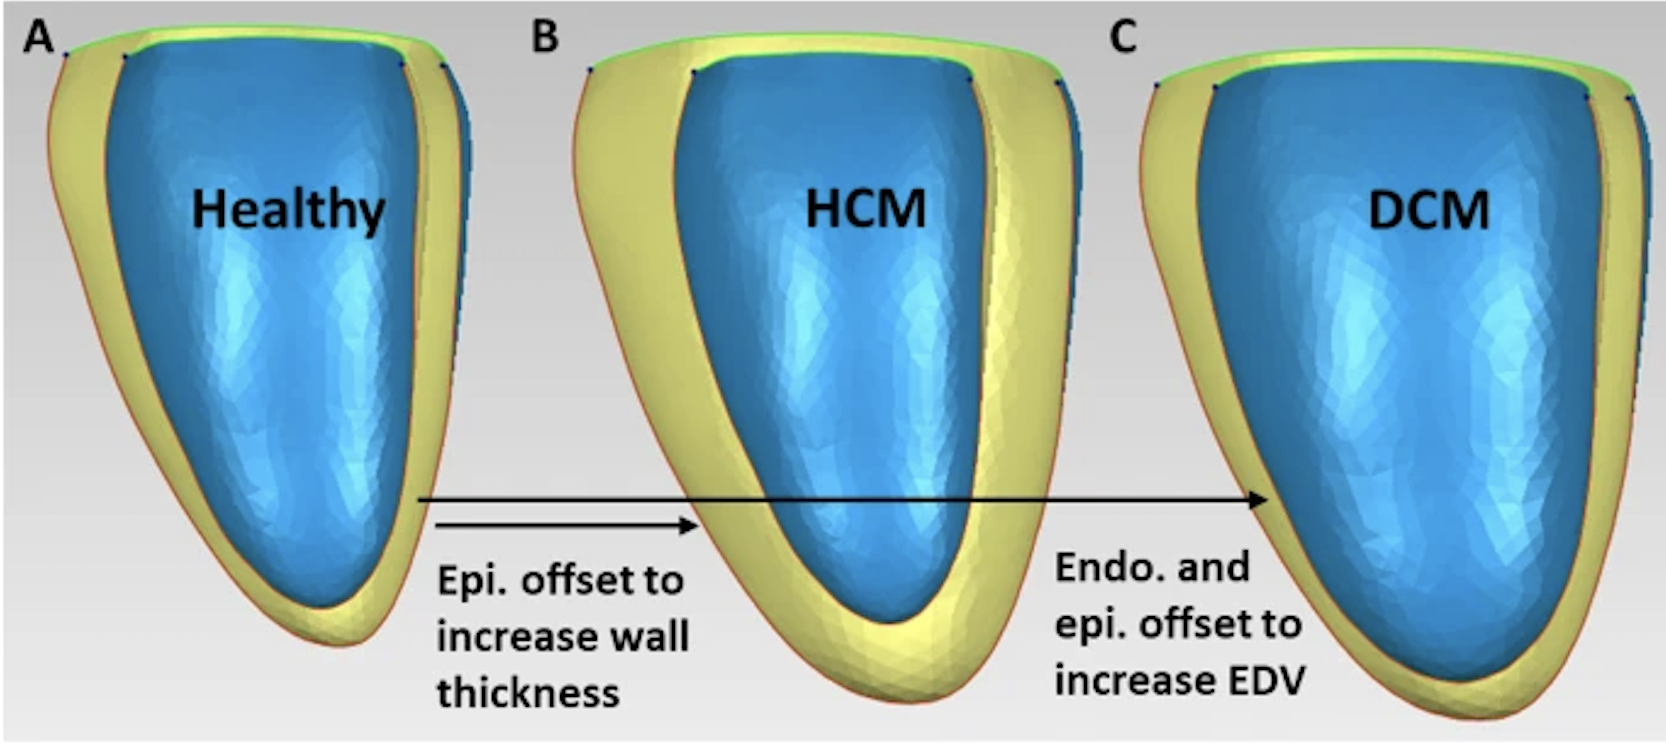 A
B
C
Healthy
HCM
DCM
Epi. offset to
increase wall
thickness
Endo. and
epi. offset to
increase EDV